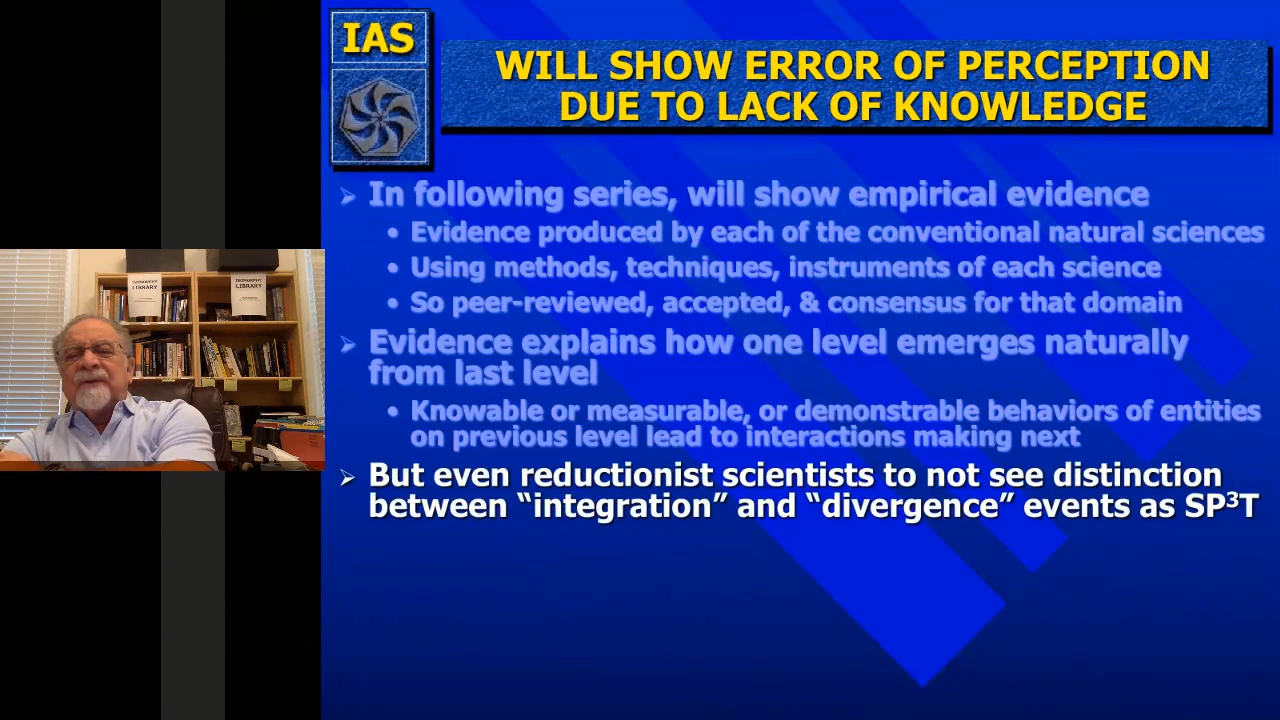 IAS
WILL SHOW ERROR OF PERCEPTION
DUE TO LACK OF KNOWLEDGE
➢ In following series, will show empirical evidence
• Evidence produced by each of the conventional natural sciences
• Using methods, techniques, instruments of each science
• So peer-reviewed, accepted, & consensus for that domain
➢ Evidence explains how one level emerges naturally
from last level
• Knowable or measurable, or demonstrable behaviors of entities
on previous level lead to interactions making next
➢ But even reductionist scientists to not see distinction
between “integration” and “divergence” events as SP³T
LIBRARY
LIBRARY